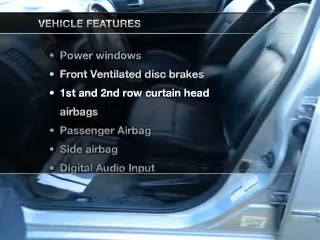 VEHICLE FEATURES
• Power windows
• Front Ventilated disc brakes
• 1st and 2nd row curtain head
airbags
• Passenger Airbag
• Side airbag
• Digital Audio Input